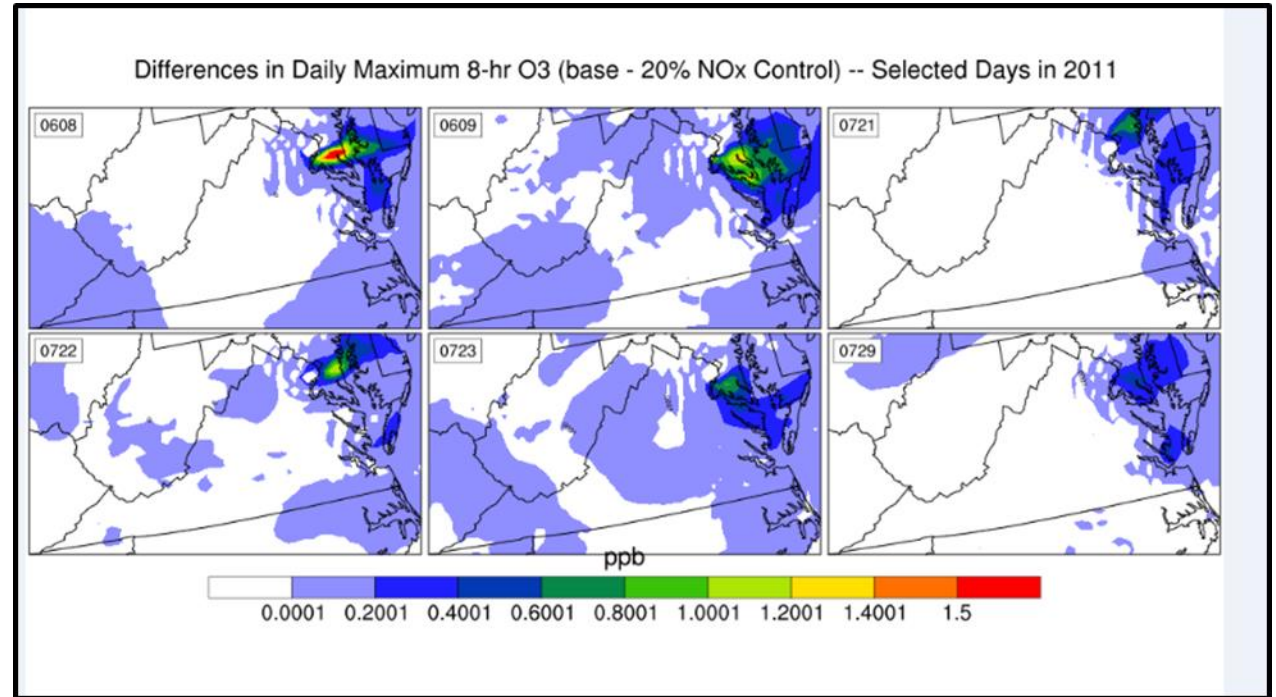 Differences in Daily Maximum 8-hr O3 (base - 20% NOx Control) -- Selected Days in 2011
0608
0609
0721
0722
0723
0729
ppb
0.0001 0.2001 0.4001 0.6001 0.8001 1.0001 1.2001 1.4001 1.5